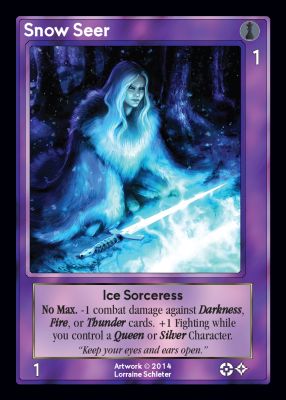 Snow Seer
1
Ice Sorceress
No Max. -1 combat damage against Darkness,
Fire, or Thunder cards. +1 Fighting while
you control a Queen or Silver Character.
"Keep your eyes and ears open."
1
Artwork © 2014
Lorraine Schleter